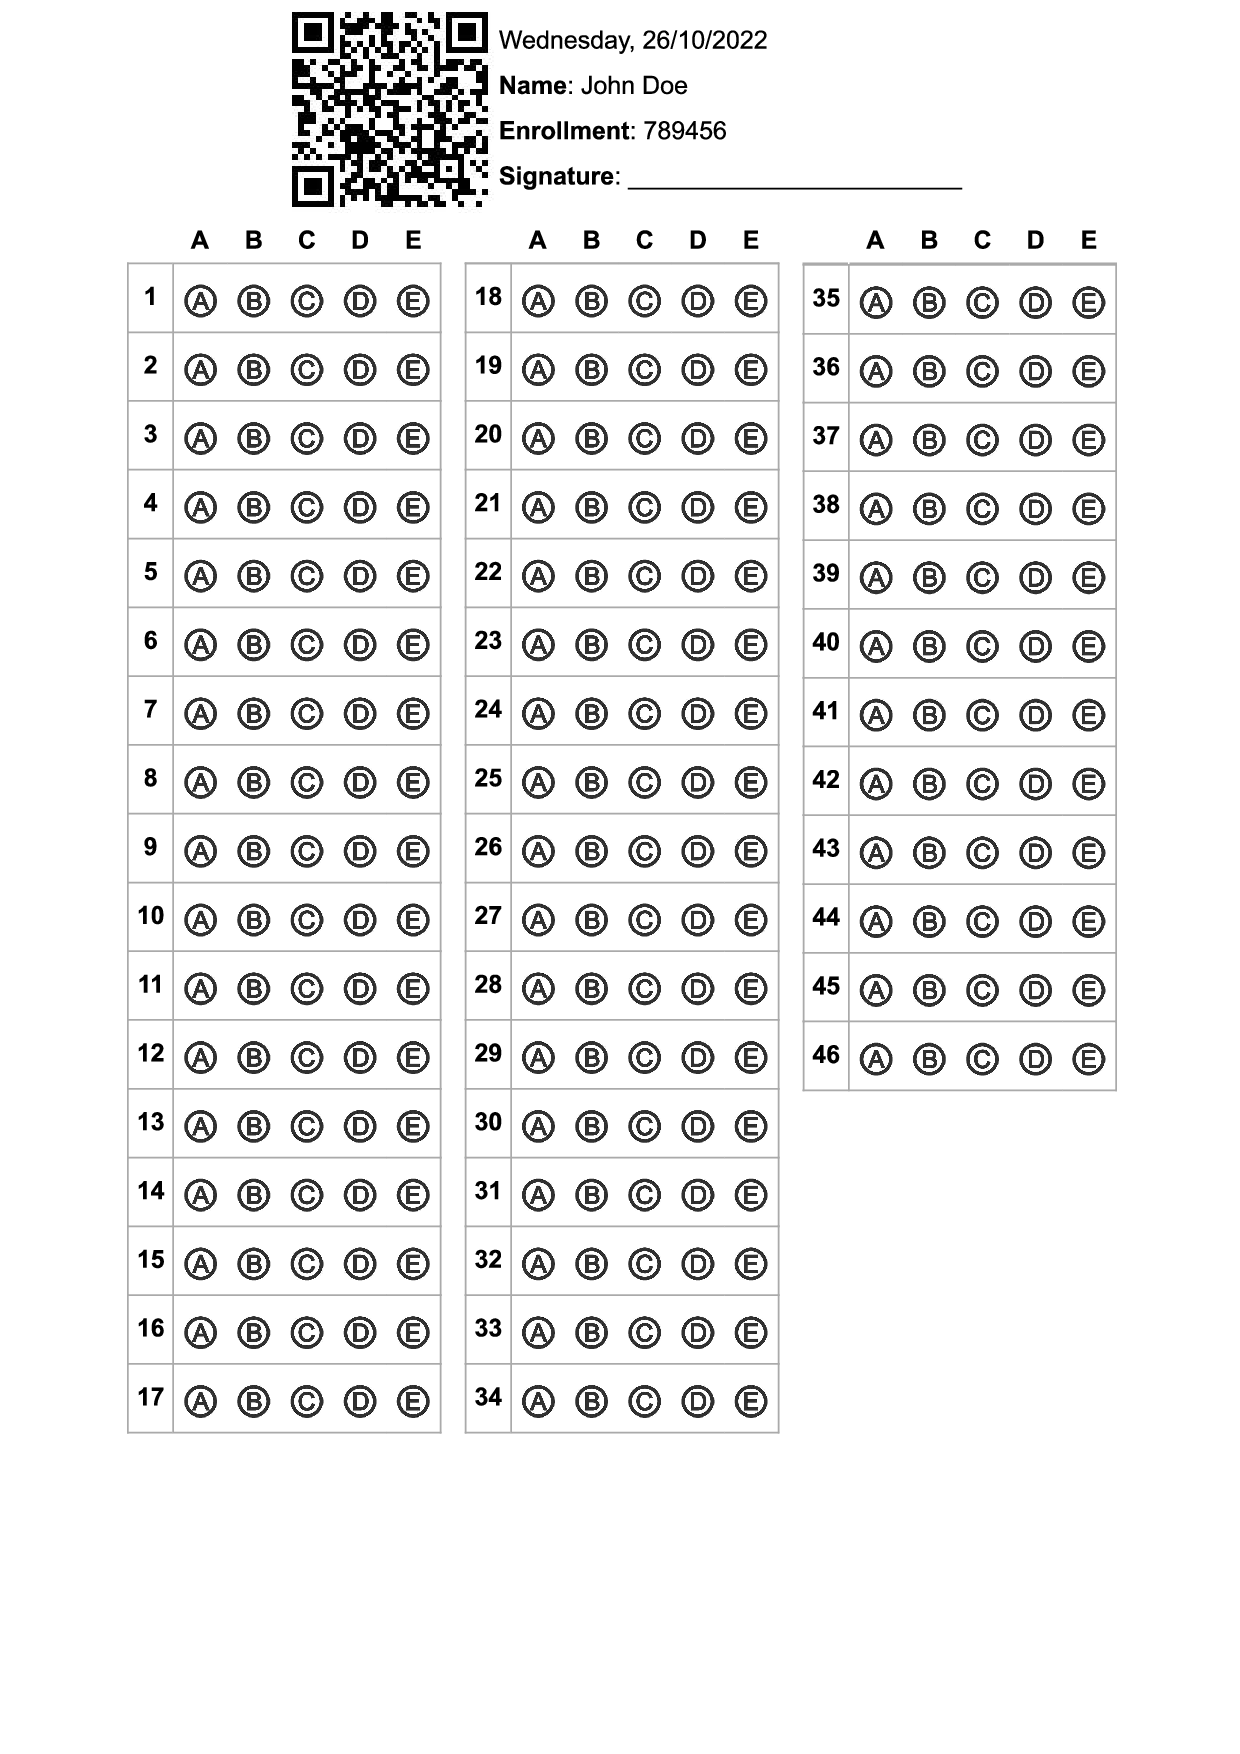 Wednesday, 26/10/2022
Name: John Doe
Enrollment: 789456
Signature: 
A B C D E
1 A B C D E
2 A B C D E
3 A B C D E
4 A B C D E
5 A B C D E
6 A B C D E
7 A B C D E
8 A B C D E
9 A B C D E
10 A B C D E
11 A B C D E
12 A B C D E
13 A B C D E
14 A B C D E
15 A B C D E
16 A B C D E
17 A B C D E
A B C D E
18 A B C D E
19 A B C D E
20 A B C D E
21 A B C D E
22 A B C D E
23 A B C D E
24 A B C D E
25 A B C D E
26 A B C D E
27 A B C D E
28 A B C D E
29 A B C D E
30 A B C D E
31 A B C D E
32 A B C D E
33 A B C D E
34 A B C D E
A B C D E
35 A B C D E
36 A B C D E
37 A B C D E
38 A B C D E
39 A B C D E
40 A B C D E
41 A B C D E
42 A B C D E
43 A B C D E
44 A B C D E
45 A B C D E
46 A B C D E